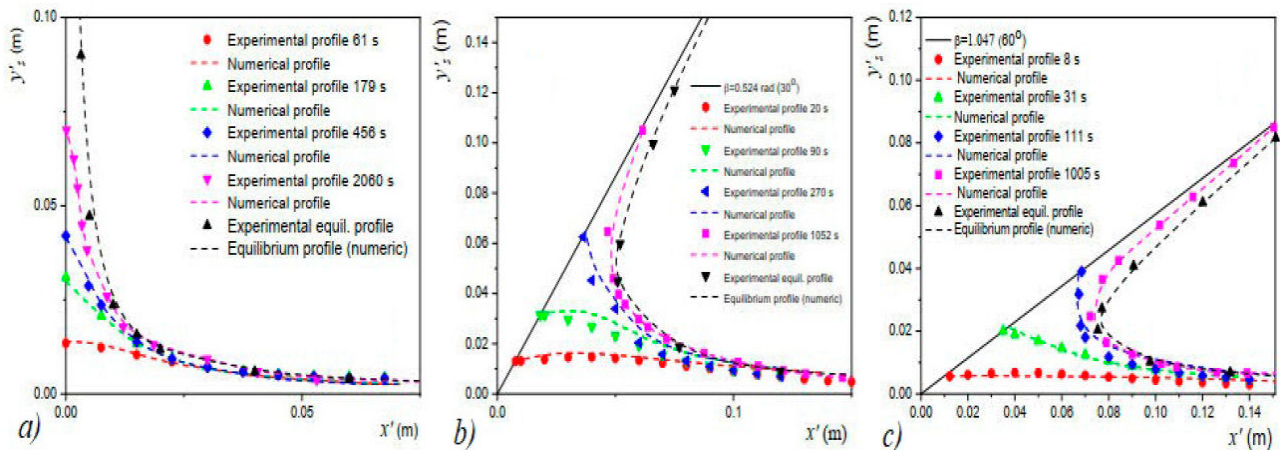 0.10
0.05
0.00
y'z (m)
Experimental profile 61 s
Numerical profile
Experimental profile 179 s
Numerical profile
Experimental profile 456 s
Numerical profile
Experimental profile 2060 s
Numerical profile
Experimental equil. profile
Equilibrium profile (numeric)
0.00 0.05
a) x' (m)
0.14
0.12
0.10
0.08
0.06
0.04
0.02
0.00
y'z (m)
β=0.524 rad (30⁰)
Experimental profile 20 s
Numerical profile
Experimental profile 90 s
Numerical profile
Experimental profile 270 s
Numerical profile
Experimental profile 1052 s
Numerical profile
Experimental equil. profile
Equilibrium profile (numeric)
0.0 0.1
b) x' (m)
0.12
0.10
0.08
0.06
0.04
0.02
0.00
y'z (m)
β=1.047 (60⁰)
Experimental profile 8 s
Numerical profile
Experimental profile 31 s
Numerical profile
Experimental profile 111 s
Numerical profile
Experimental profile 1005 s
Numerical profile
Experimental equil. profile
Equilibrium profile (numeric)
0.00 0.02 0.04 0.06 0.08 0.10 0.12 0.14
c) x' (m)